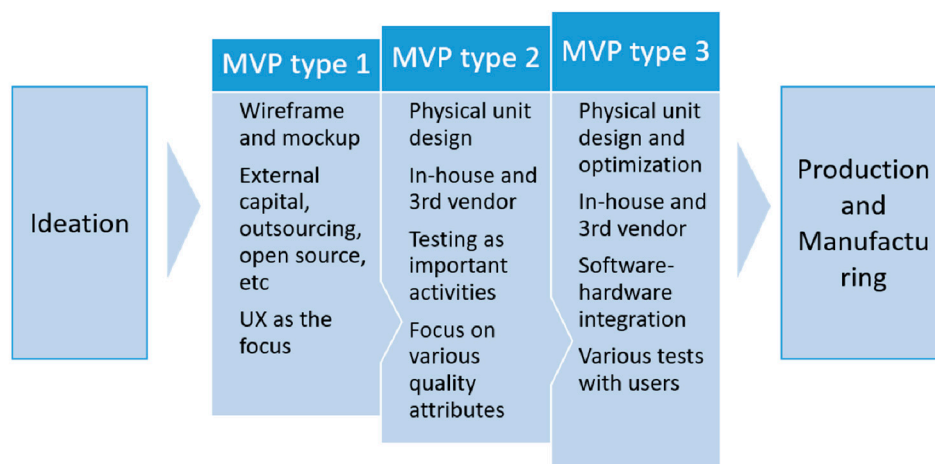 Ideation
MVP type 1
Wireframe
and mockup
External
capital,
outsourcing,
open source,
etc
UX as the
focus
MVP type 2
Physical unit
design
In-house and
3rd vendor
Testing as
important
activities
Focus on
various
quality
attributes
MVP type 3
Physical unit
design and
optimization
In-house and
3rd vendor
Software-
hardware
integration
Various tests
with users
Production
and
Manufactu
ring